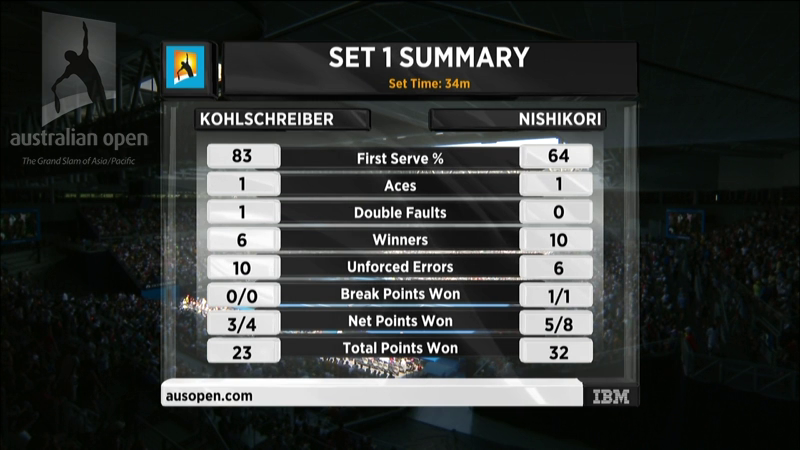 australian open
The Grand Slam of Asia/Pacific
SET 1 SUMMARY
Set Time: 34m
KOHLSCHREIBER NISHIKORI
83 First Serve % 64
1 Aces 1
1 Double Faults 0
6 Winners 10
10 Unforced Errors 6
0/0 Break Points Won 1/1
3/4 Net Points Won 5/8
23 Total Points Won 32
ausopen.com IBM